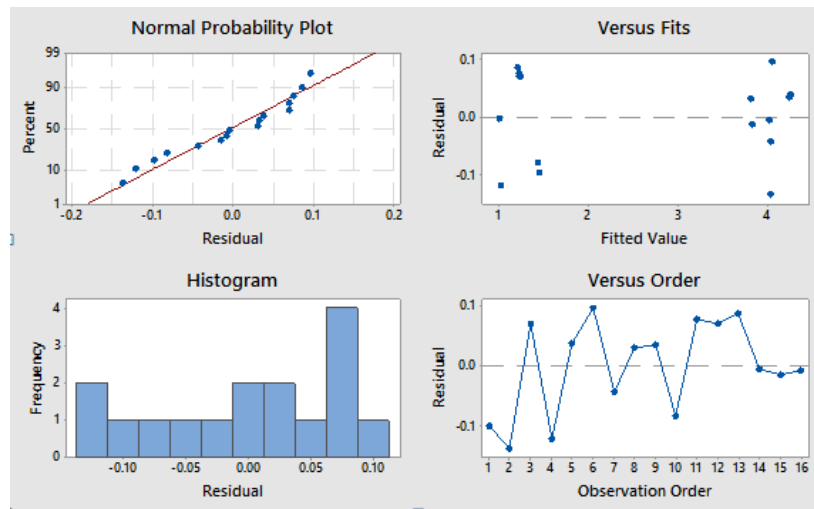 Normal Probability Plot
99
90
50
10
1
Percent
-0.2 -0.1 0.0 0.1 0.2
Residual
Versus Fits
0.1
0.0
-0.1
Residual
1 2 3 4
Fitted Value
Histogram
4
3
2
1
0
Frequency
-0.10 -0.05 0.00 0.05 0.10
Residual
Versus Order
0.1
0.0
-0.1
Residual
1 2 3 4 5 6 7 8 9 10 11 12 13 14 15 16
Observation Order